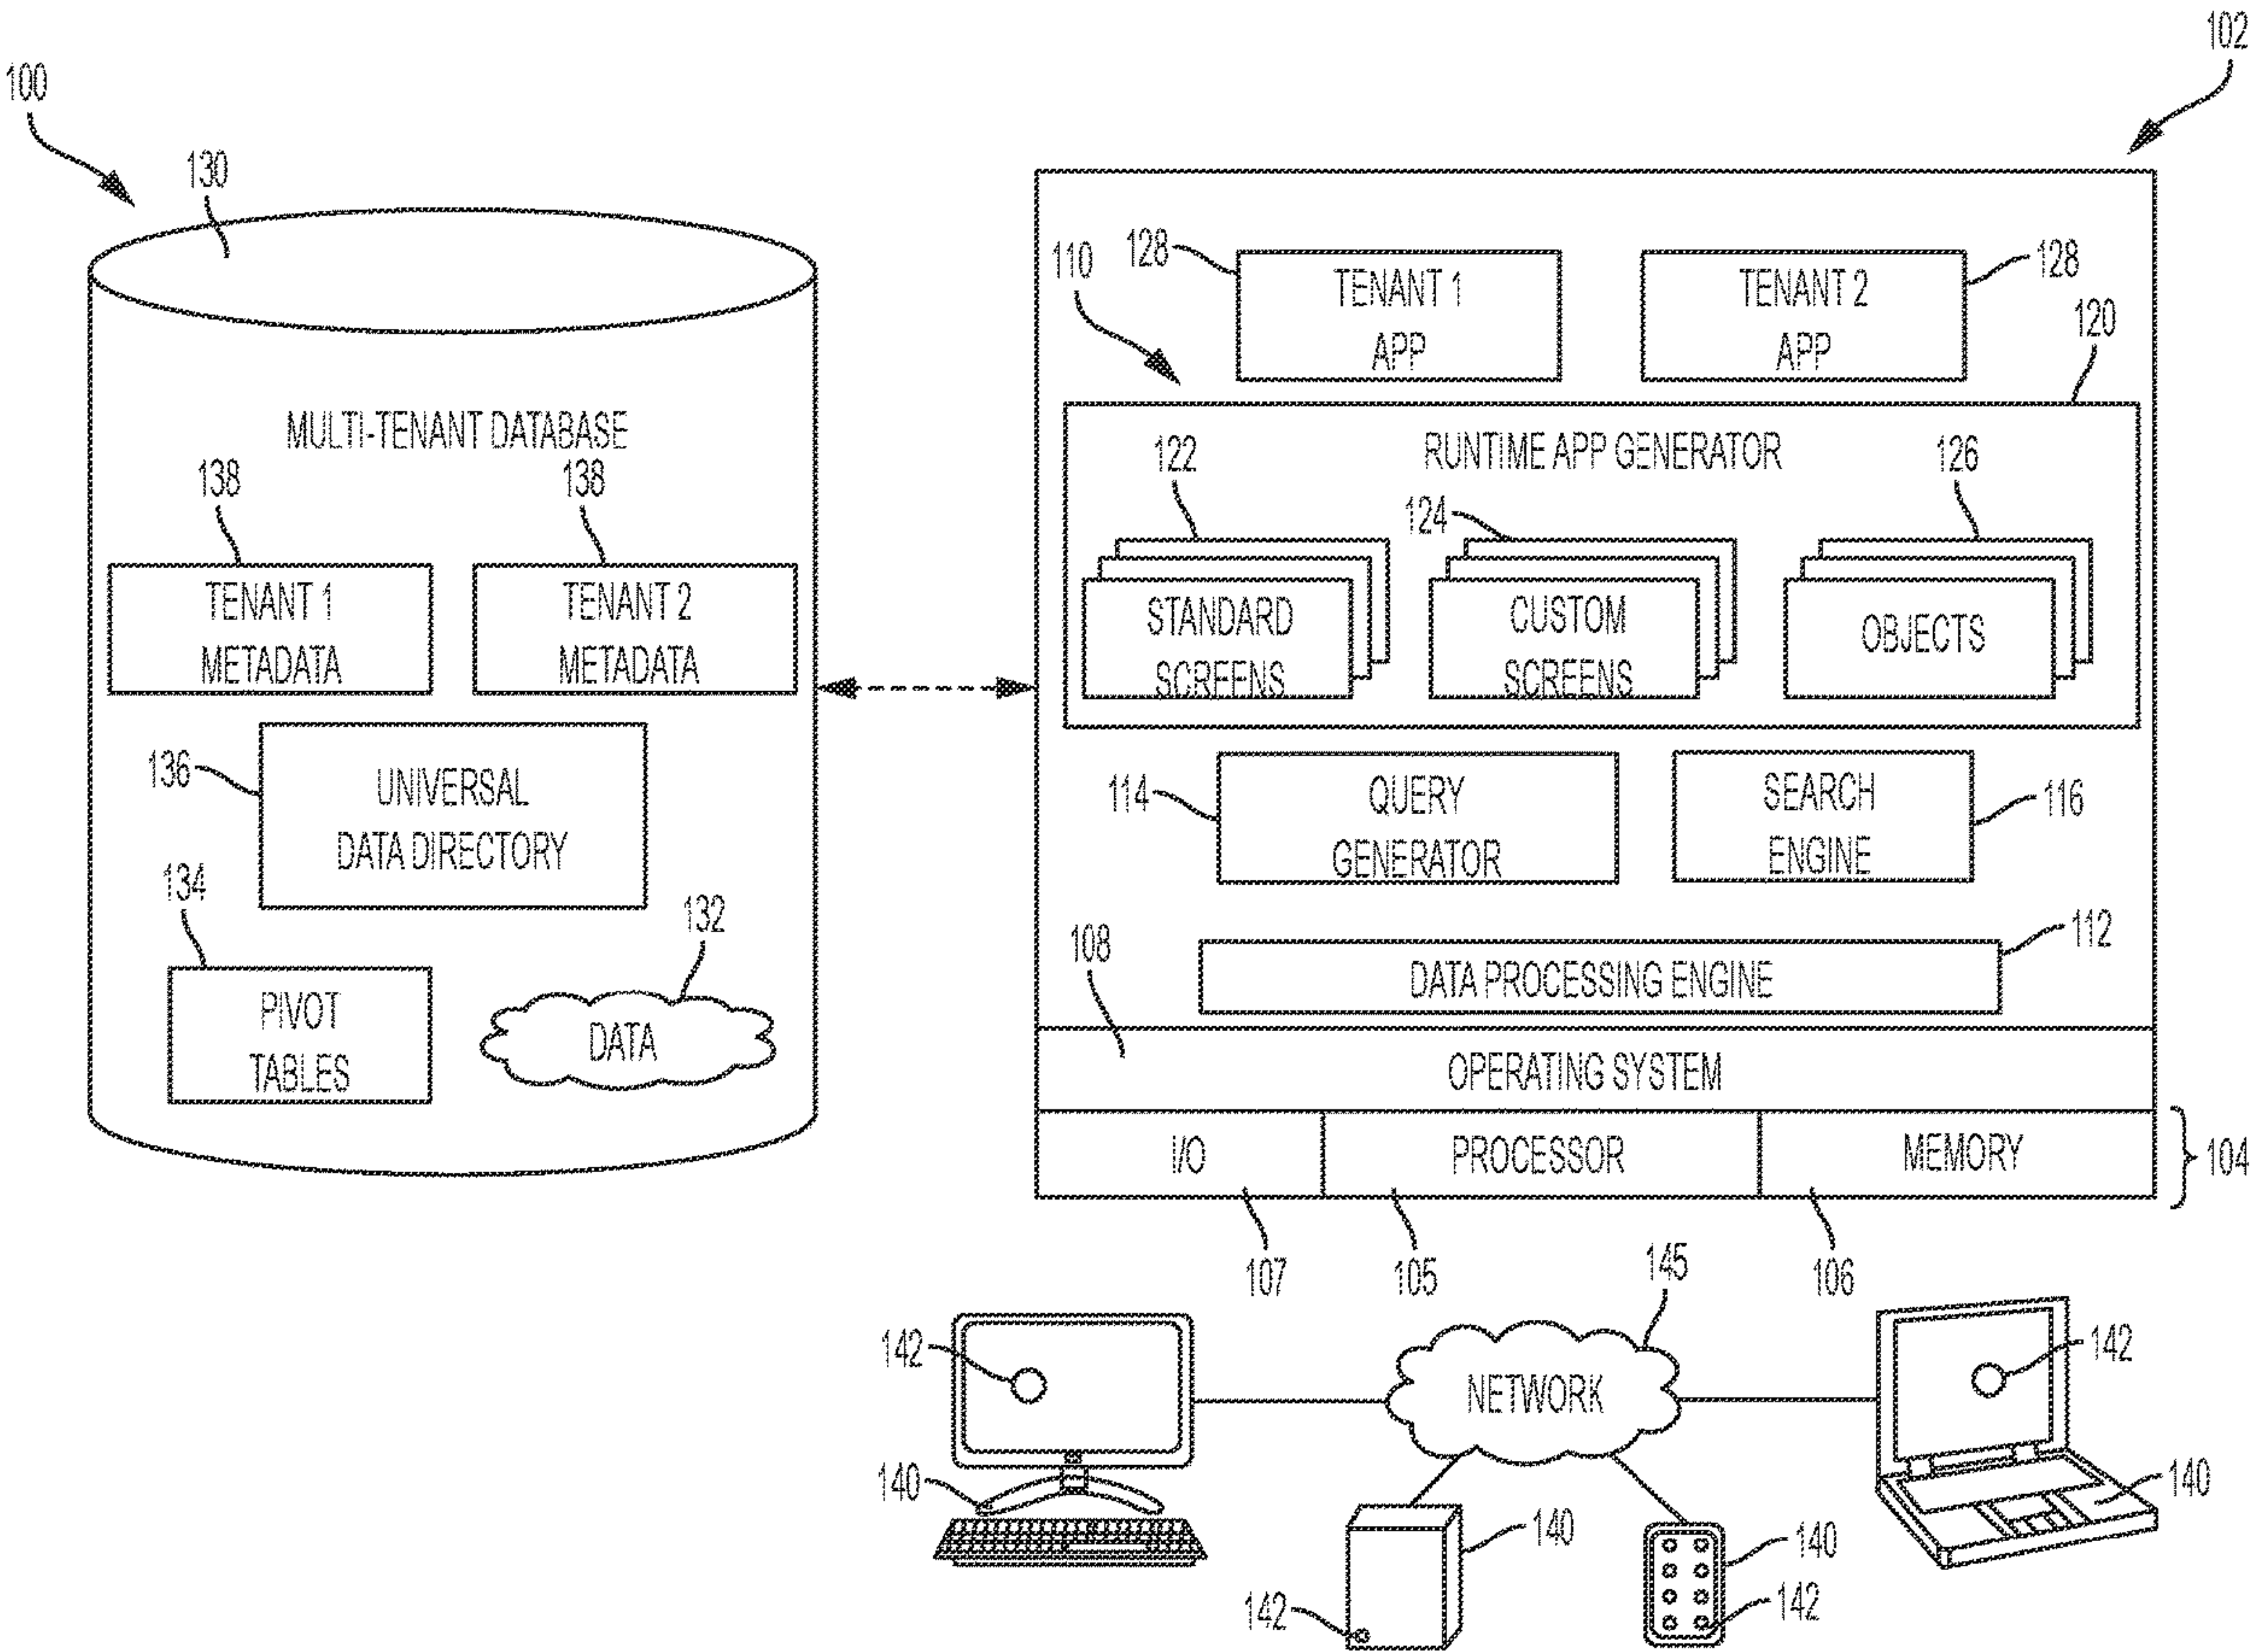 100
102
130
MULTI-TENANT DATABASE
138
138
TENANT 1
METADATA
TENANT 2
METADATA
136
UNIVERSAL
DATA DIRECTORY
134
132
PIVOT
TABLES
DATA
110
128
TENANT 1
APP
TENANT 2
APP
128
120
RUNTIME APP GENERATOR
122
124
126
STANDARD
SCREENS
CUSTOM
SCREENS
OBJECTS
114
QUERY
GENERATOR
SEARCH
ENGINE
116
112
108
DATA PROCESSING ENGINE
OPERATING SYSTEM
I/O
PROCESSOR
MEMORY
104
107
105
106
145
142
NETWORK
142
140
140
140
140
142
142